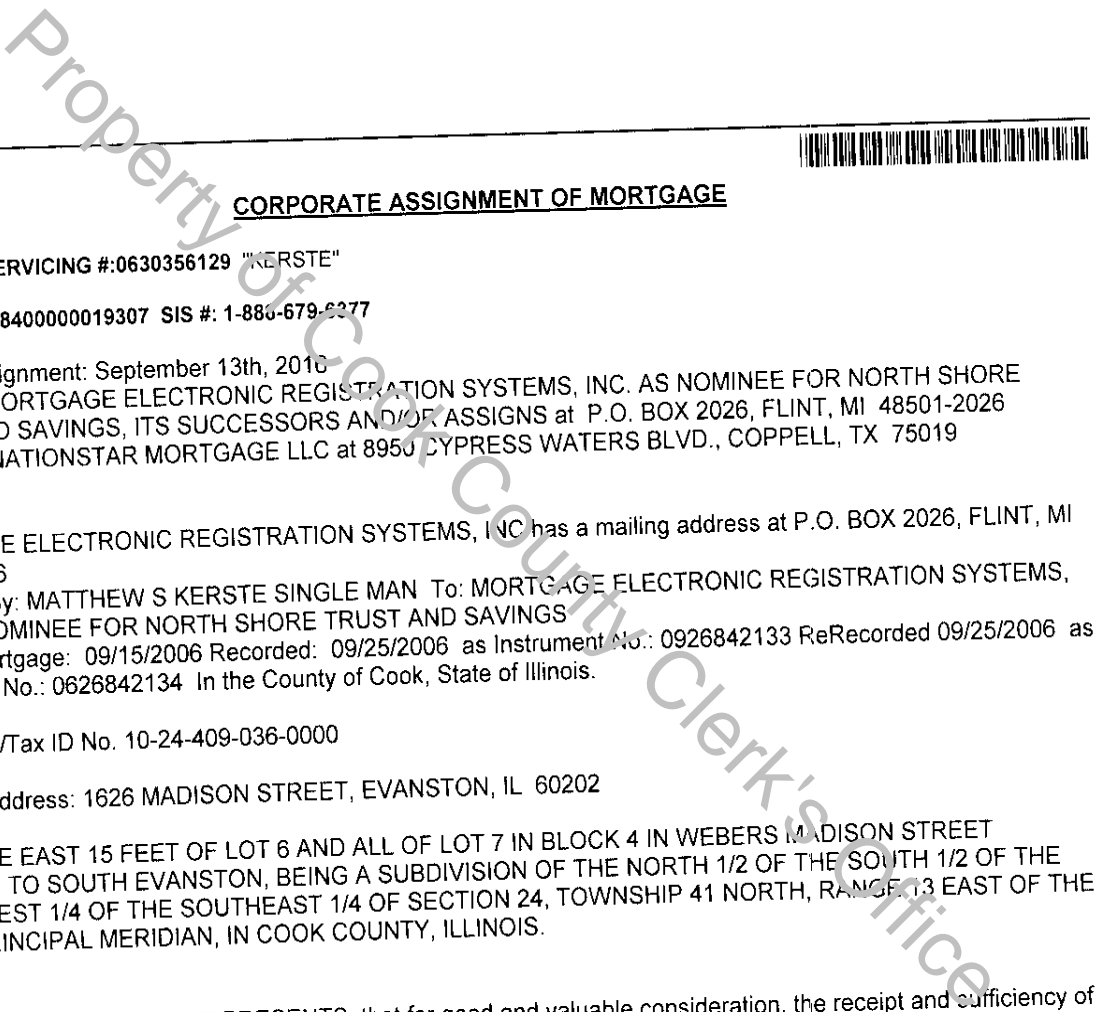 Property of Cook County Clerk's Office
CORPORATE ASSIGNMENT OF MORTGAGE
ERVICING #:0630356129 "KERSTE"
8400000019307 SIS #: 1-888-679-6377
ignment: September 13th, 2016
ORTGAGE ELECTRONIC REGISTRATION SYSTEMS, INC. AS NOMINEE FOR NORTH SHORE
D SAVINGS, ITS SUCCESSORS AND/OR ASSIGNS at P.O. BOX 2026, FLINT, MI 48501-2026
NATIONSTAR MORTGAGE LLC at 8950 CYPRESS WATERS BLVD., COPPELL, TX 75019
E ELECTRONIC REGISTRATION SYSTEMS, INC has a mailing address at P.O. BOX 2026, FLINT, MI
6
y: MATTHEW S KERSTE SINGLE MAN To: MORTGAGE ELECTRONIC REGISTRATION SYSTEMS,
OMINEE FOR NORTH SHORE TRUST AND SAVINGS
rtgage: 09/15/2006 Recorded: 09/25/2006 as Instrument No.: 0926842133 ReRecorded 09/25/2006 as
No.: 0626842134 In the County of Cook, State of Illinois.
/Tax ID No. 10-24-409-036-0000
ddress: 1626 MADISON STREET, EVANSTON, IL 60202
E EAST 15 FEET OF LOT 6 AND ALL OF LOT 7 IN BLOCK 4 IN WEBERS MADISON STREET
TO SOUTH EVANSTON, BEING A SUBDIVISION OF THE NORTH 1/2 OF THE SOUTH 1/2 OF THE
EST 1/4 OF THE SOUTHEAST 1/4 OF SECTION 24, TOWNSHIP 41 NORTH, RANGE 13 EAST OF THE
INCIPAL MERIDIAN, IN COOK COUNTY, ILLINOIS.
PRESENTS, that for good and valuable consideration, the receipt and sufficiency of